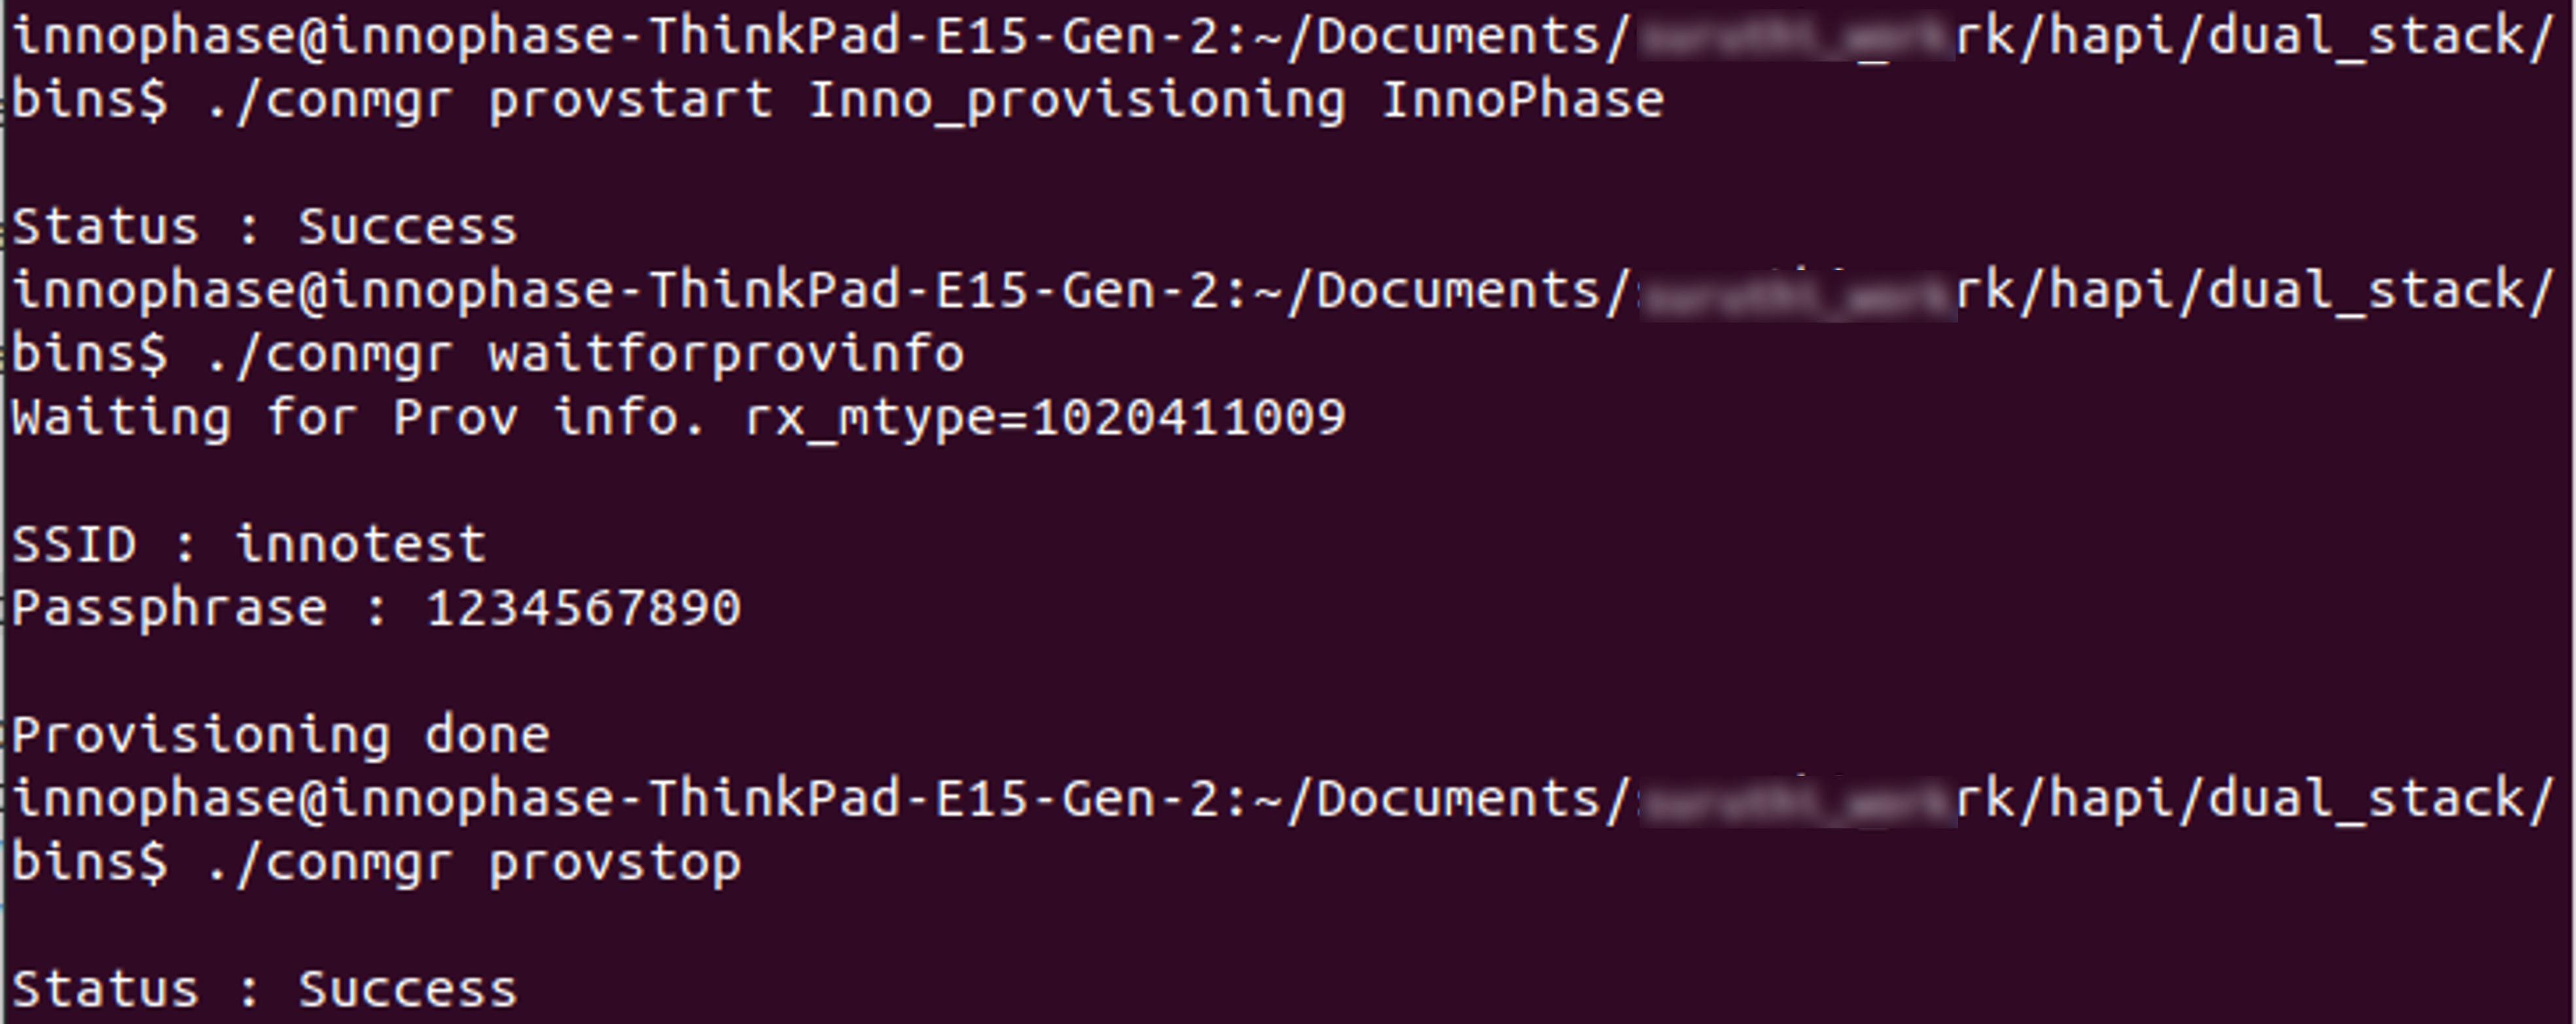 innophase@innophase-ThinkPad-E15-Gen-2:~/Documents/ rk/hapi/dual_stack/
bins$ ./conmgr provstart Inno_provisioning InnoPhase
Status : Success
innophase@innophase-ThinkPad-E15-Gen-2:~/Documents/ rk/hapi/dual_stack/
bins$ ./conmgr waitforprovinfo
Waiting for Prov info. rx_mtype=1020411009
SSID : innotest
Passphrase : 1234567890
Provisioning done
innophase@innophase-ThinkPad-E15-Gen-2:~/Documents/ rk/hapi/dual_stack/
bins$ ./conmgr provstop
Status : Success